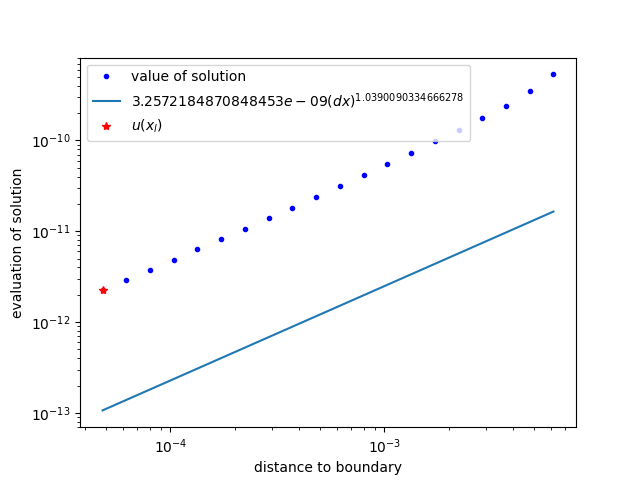 value of solution
3.2572184870848453e − 09(dx)^1.0390090334666278
u(x_l)
10^−10
10^−11
10^−12
10^−13
evaluation of solution
10^−4
10^−3
distance to boundary